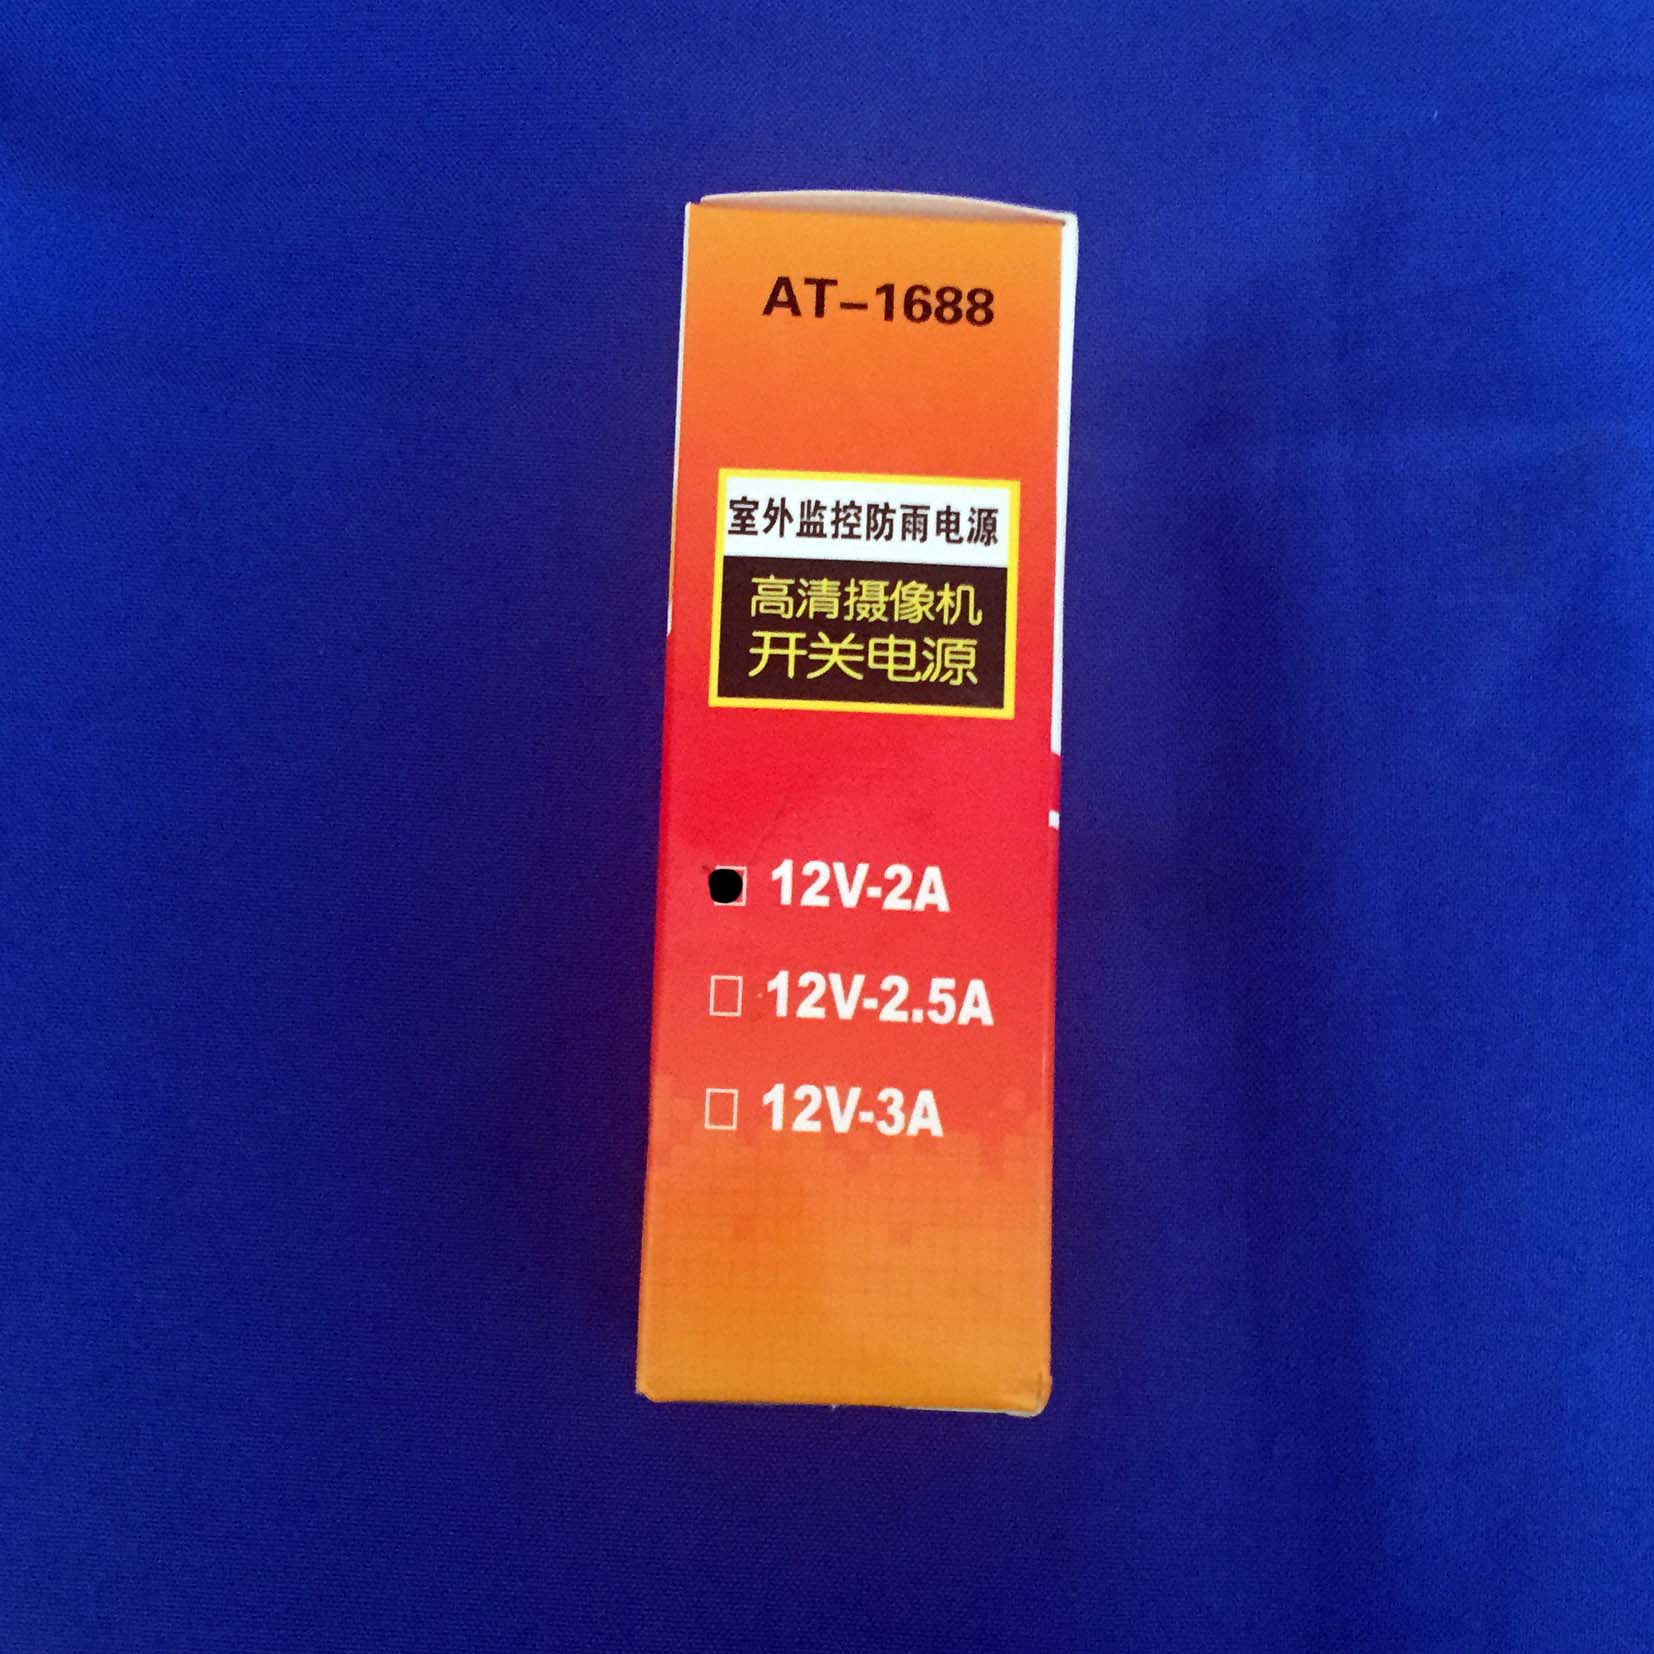 AT-1688
室外监控防雨电源
高清摄像机
开关电源
12V-2A
12V-2.5A
12V-3A